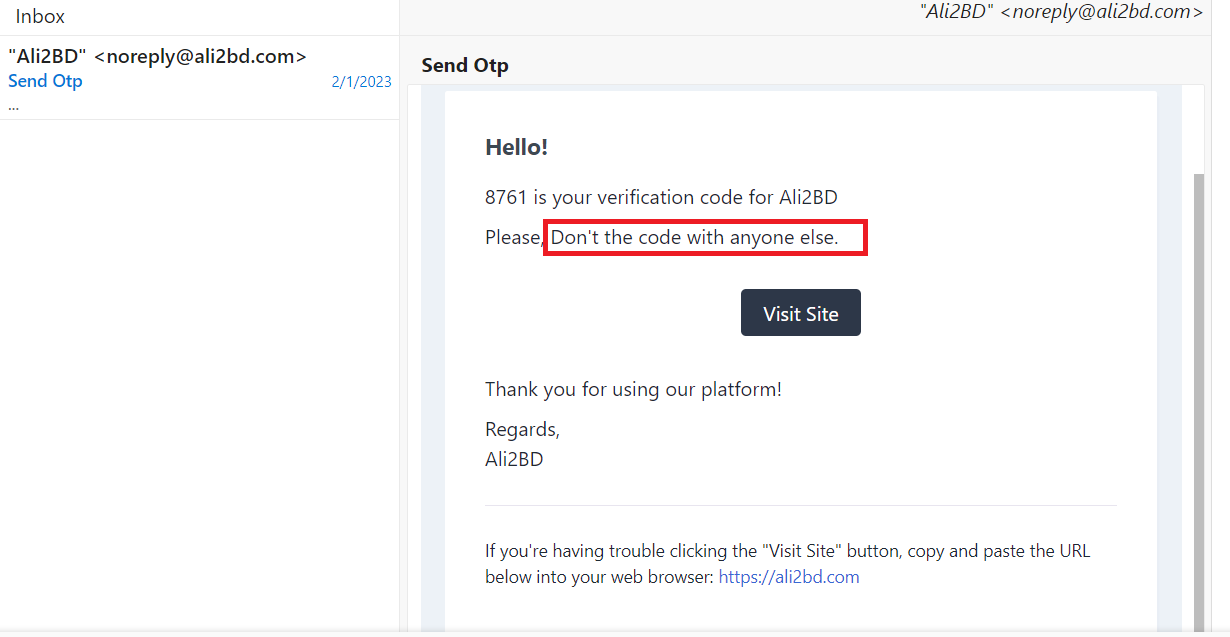 Inbox
"Ali2BD" <noreply@ali2bd.com>
Send Otp 2/1/2023
...
"Ali2BD" <noreply@ali2bd.com>
Send Otp
Hello!
8761 is your verification code for Ali2BD
Please, Don't the code with anyone else.
Visit Site
Thank you for using our platform!
Regards,
Ali2BD
If you're having trouble clicking the "Visit Site" button, copy and paste the URL
below into your web browser: https://ali2bd.com